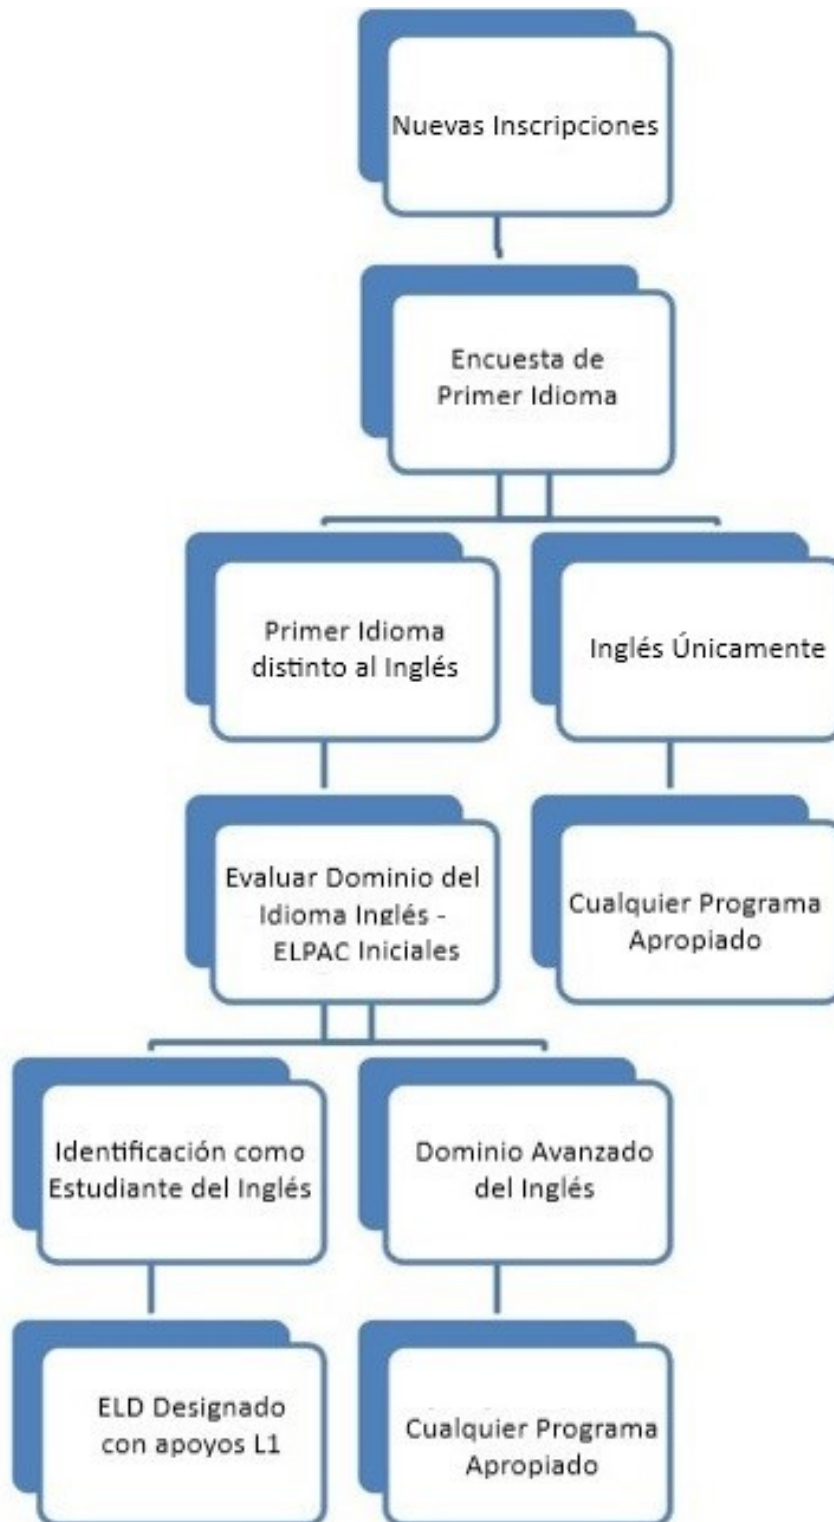 Nuevas Inscripciones
Encuesta de
Primer Idioma
Primer Idioma
distinto al Inglés
Inglés Únicamente
Evaluar Dominio del
Idioma Inglés -
ELPAC Iniciales
Cualquier Programa
Apropiado
Identificación como
Estudiante del Inglés
Dominio Avanzado
del Inglés
ELD Designado
con apoyos L1
Cualquier Programa
Apropiado